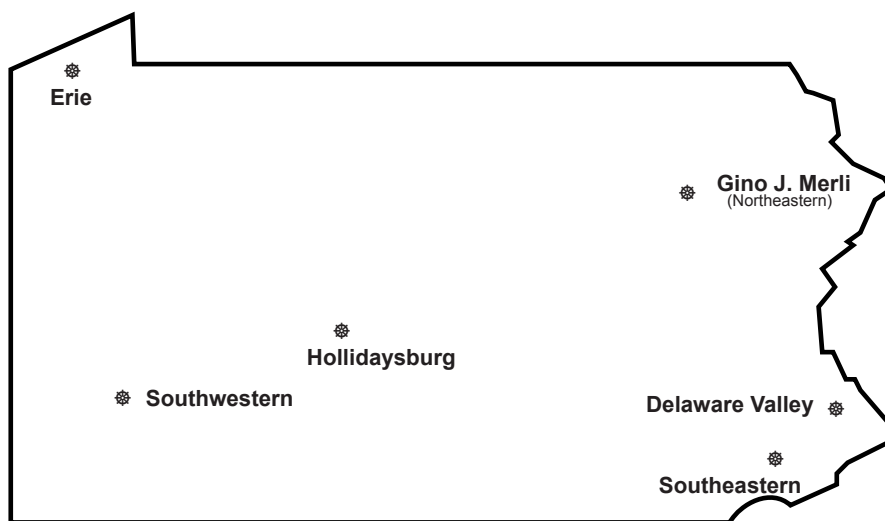 Erie
Gino J. Merli
(Northeastern)
Hollidaysburg
Southwestern
Delaware Valley
Southeastern